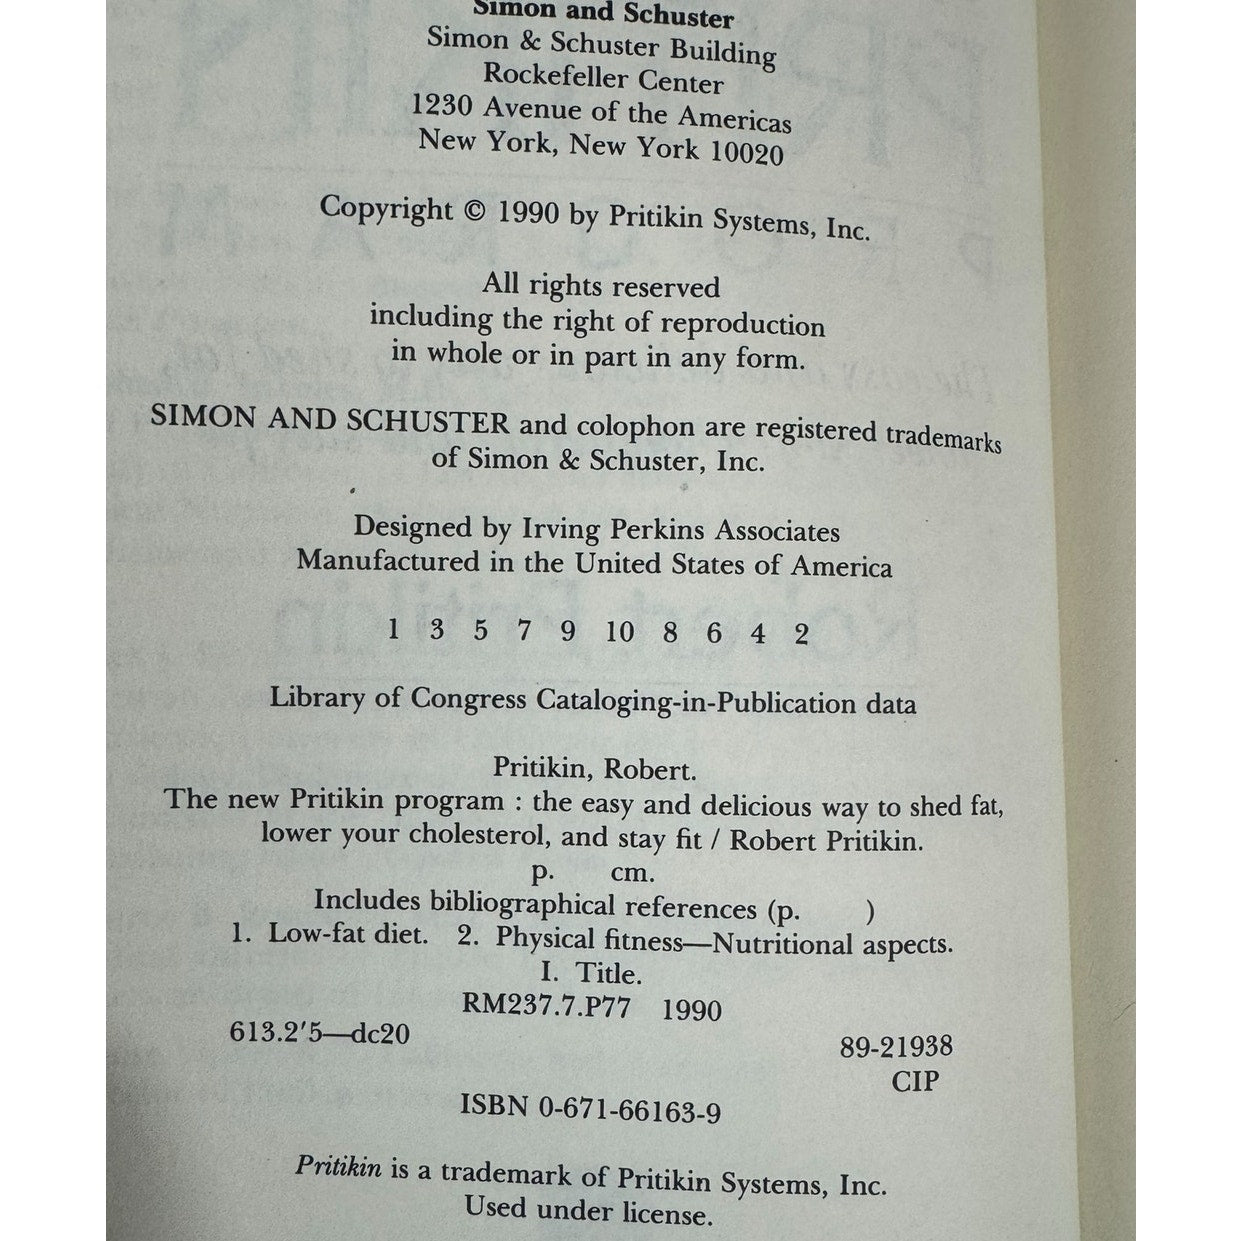 Simon and Schuster
Simon & Schuster Building
Rockefeller Center
1230 Avenue of the Americas
New York, New York 10020
Copyright © 1990 by Pritikin Systems, Inc.
All rights reserved
including the right of reproduction
in whole or in part in any form.
SIMON AND SCHUSTER and colophon are registered trademarks
of Simon & Schuster, Inc.
Designed by Irving Perkins Associates
Manufactured in the United States of America
1 3 5 7 9 10 8 6 4 2
Library of Congress Cataloging-in-Publication data
Pritikin, Robert.
The new Pritikin program : the easy and delicious way to shed fat,
lower your cholesterol, and stay fit / Robert Pritikin.
p. cm.
Includes bibliographical references (p. )
1. Low-fat diet. 2. Physical fitness—Nutritional aspects.
I. Title.
RM237.7.P77 1990
613.2'5—dc20
89-21938
CIP
ISBN 0-671-66163-9
Pritikin is a trademark of Pritikin Systems, Inc.
Used under license.